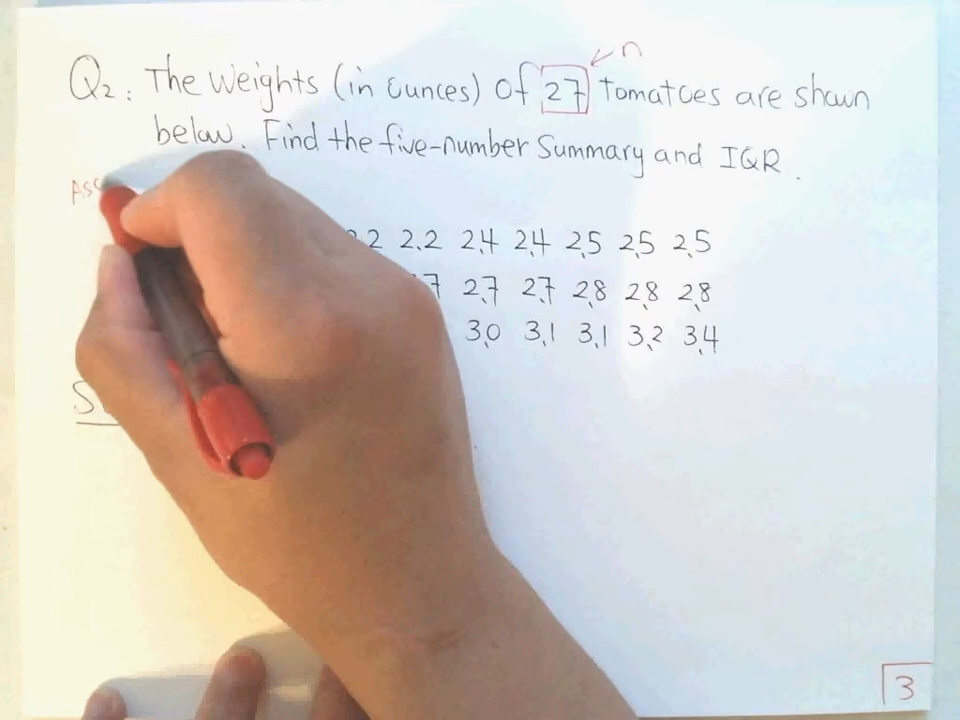 n
Q2: The Weights (in ounces) of 27 tomatoes are shown
below. Find the five-number Summary and IQR.
2.2 2.4 2.4 2.5 2.5 2.5
2.7 2.7 2.8 2.8 2.8
3.0 3.1 3.1 3.2 3.4
3